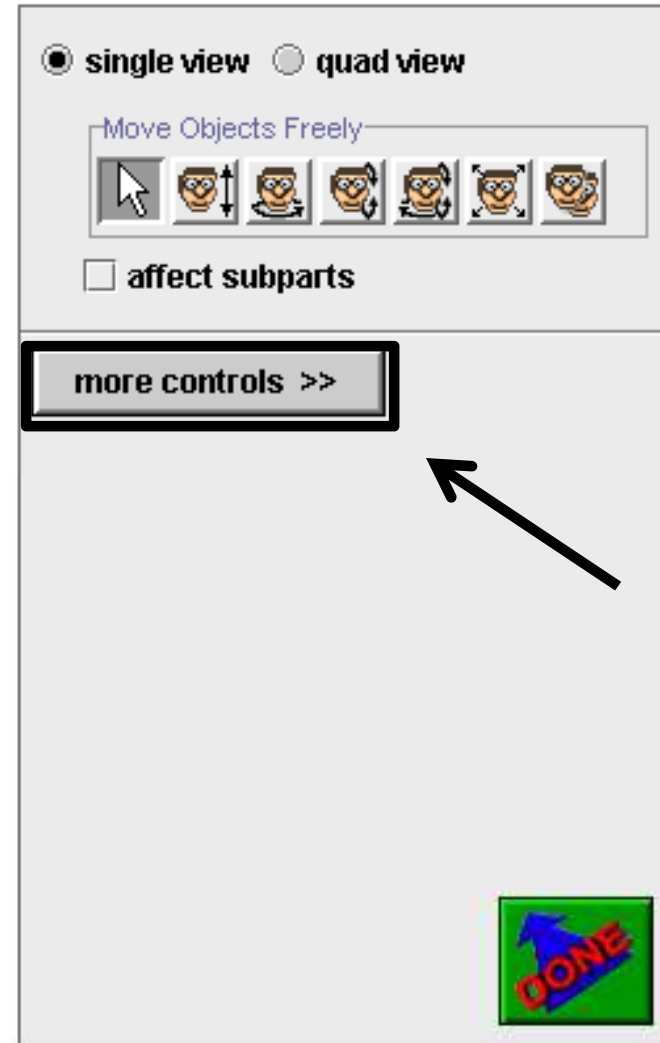 single view quad view
Move Objects Freely
affect subparts
more controls >>
DONE